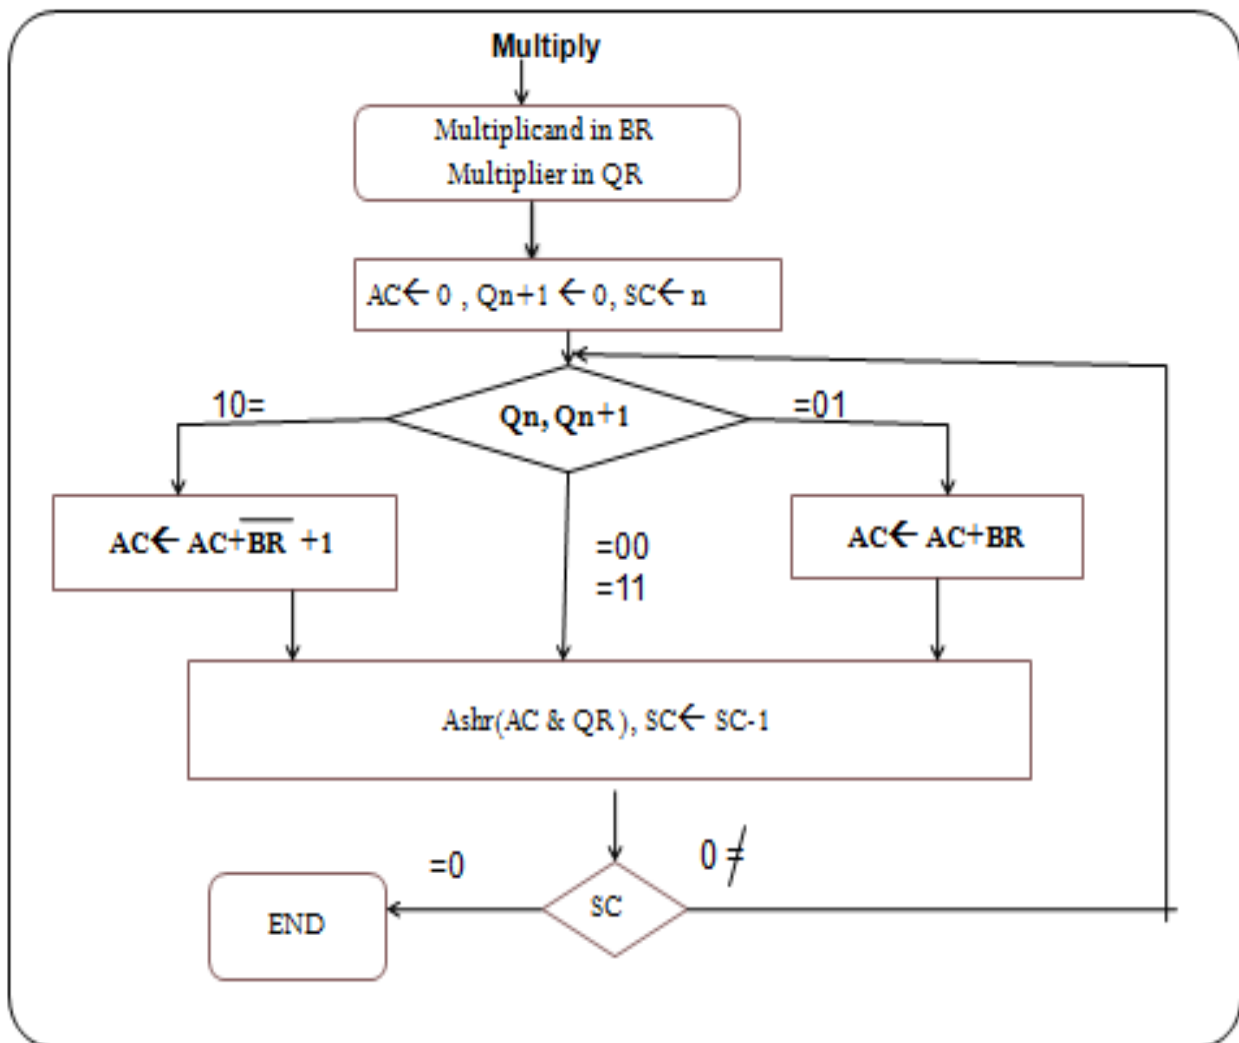 Multiply
Multiplicand in BR
Multiplier in QR
AC← 0 , Qn+1 ← 0, SC← n
10=
Qn, Qn+1
=01
AC← AC+B̅R̅ +1
=00
=11
AC← AC+BR
Ashr(AC & QR), SC← SC-1
=0
0 ≠
SC
END